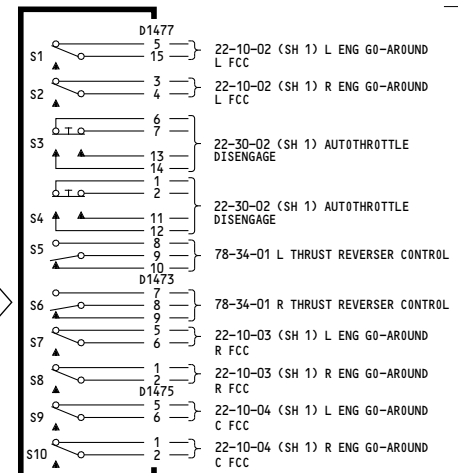 D1477
S1
5
15
22-10-02 (SH 1) L ENG GO-AROUND
L FCC
S2
3
4
22-10-02 (SH 1) R ENG GO-AROUND
L FCC
S3
6
7
13
14
22-30-02 (SH 1) AUTOTHROTTLE
DISENGAGE
S4
1
2
11
12
22-30-02 (SH 1) AUTOTHROTTLE
DISENGAGE
S5
8
9
10
78-34-01 L THRUST REVERSER CONTROL
D1473
S6
7
8
9
78-34-01 R THRUST REVERSER CONTROL
S7
5
6
22-10-03 (SH 1) L ENG GO-AROUND
R FCC
S8
1
2
22-10-03 (SH 1) R ENG GO-AROUND
R FCC
D1475
S9
5
6
22-10-04 (SH 1) L ENG GO-AROUND
C FCC
S10
1
2
22-10-04 (SH 1) R ENG GO-AROUND
C FCC